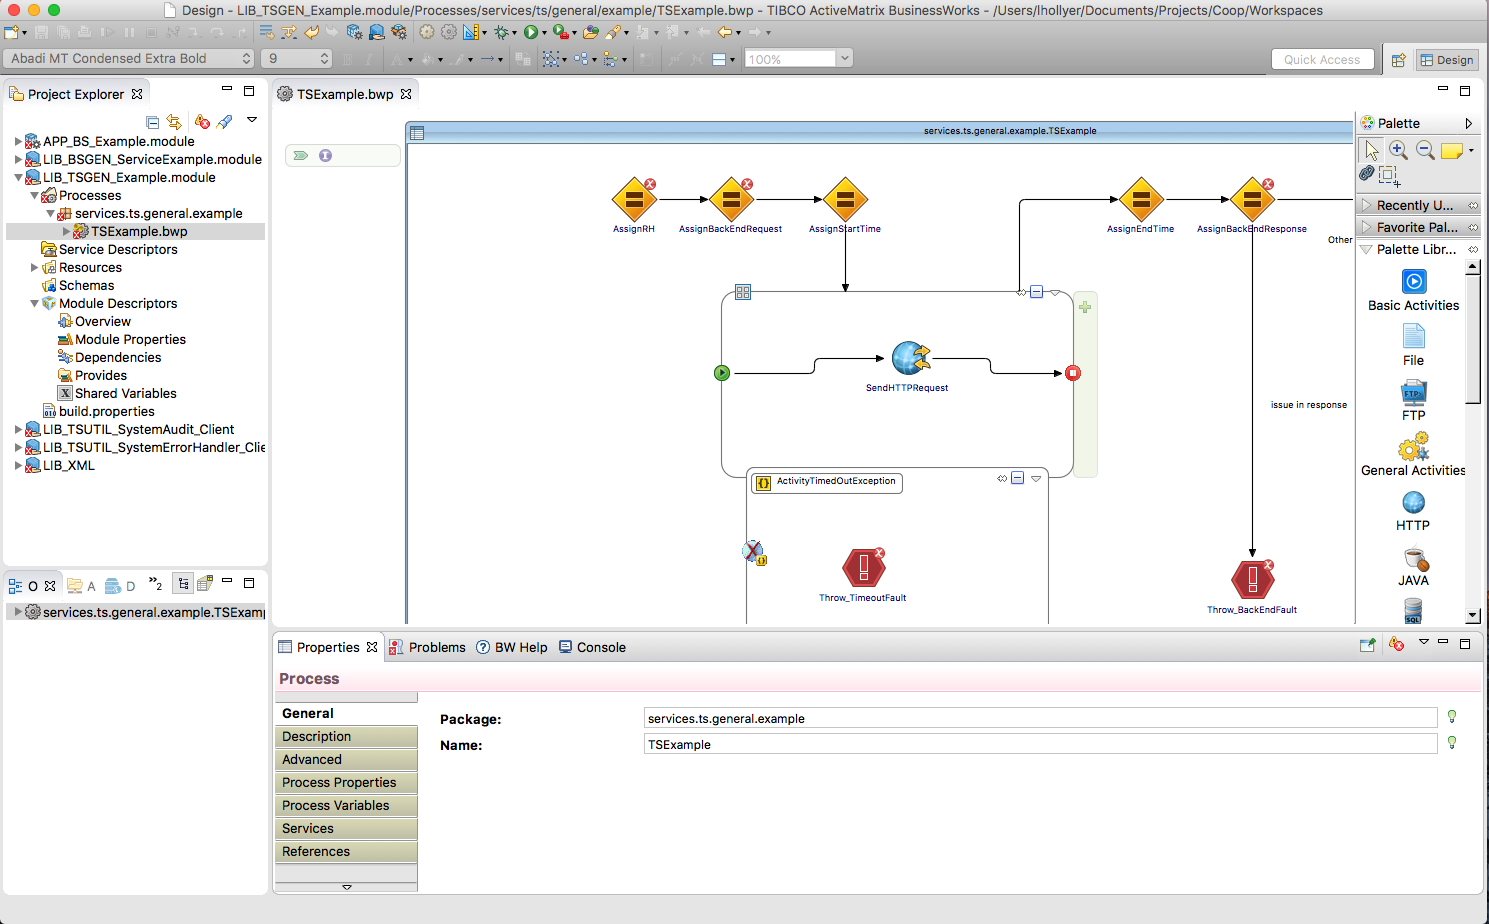 Design - LIB_TSGEN_Example.module/Processes/services/ts/general/example/TSExample.bwp - TIBCO ActiveMatrix BusinessWorks - /Users/lhollyer/Documents/Projects/Coop/Workspaces
Abadi MT Condensed Extra Bold
9
100%
Quick Access
Design
Project Explorer
APP_BS_Example.module
LIB_BSGEN_ServiceExample.module
LIB_TSGEN_Example.module
Processes
services.ts.general.example
TSExample.bwp
Service Descriptors
Resources
Schemas
Module Descriptors
Overview
Module Properties
Dependencies
Provides
Shared Variables
build.properties
LIB_TSUTIL_SystemAudit_Client
LIB_TSUTIL_SystemErrorHandler_Clie
LIB_XML
O
A
D
»2
services.ts.general.example.TSExamp
TSExample.bwp
services.ts.general.example.TSExample
AssignRH
AssignBackEndRequest
AssignStartTime
AssignEndTime
AssignBackEndResponse
Other
SendHTTPRequest
issue in response
ActivityTimedOutException
Throw_TimeoutFault
Throw_BackEndFault
Palette
Recently U...
Favorite Pal...
Palette Libr...
Basic Activities
File
FTP
FTP
General Activities
HTTP
JAVA
SQL
Properties
Problems
BW Help
Console
Process
General
Description
Advanced
Process Properties
Process Variables
Services
References
Package:
services.ts.general.example
Name:
TSExample